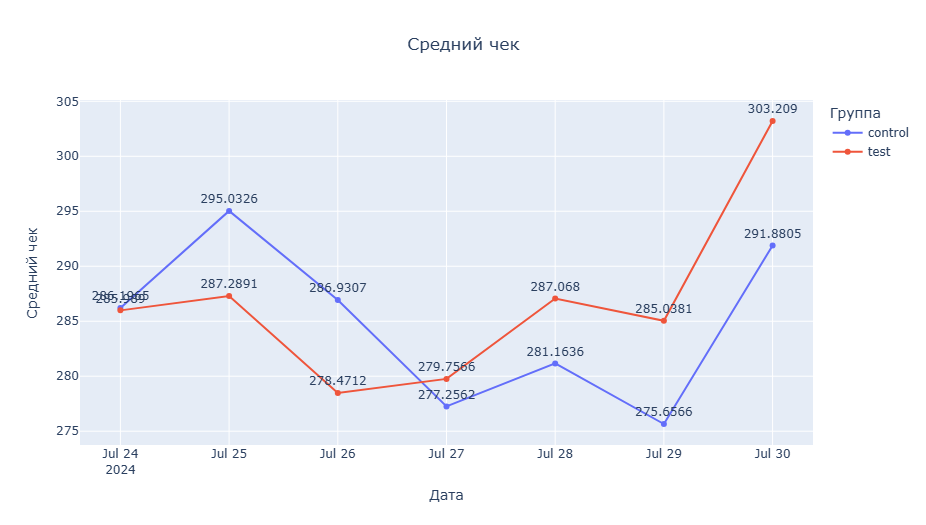 Средний чек
305
300
295
290
285
280
275
Средний чек
286.1965
295.0326
286.9307
277.2562
281.1636
275.6566
291.8805
287.2891
278.4712
279.7566
287.068
285.0381
303.209
Jul 24
2024
Jul 25
Jul 26
Jul 27
Jul 28
Jul 29
Jul 30
Дата
Группа
control
test